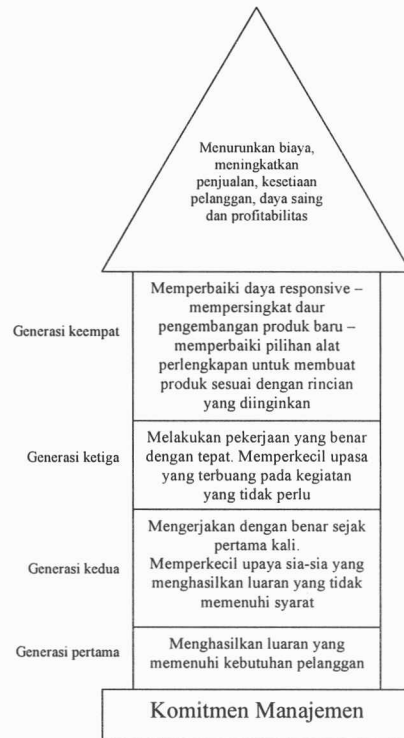 Menurunkan biaya,
meningkatkan
penjualan, kesetiaan
pelanggan, daya saing
dan profitabilitas
Generasi keempat
Memperbaiki daya responsive –
mempersingkat daur
pengembangan produk baru –
memperbaiki pilihan alat
perlengkapan untuk membuat
produk sesuai dengan rincian
yang diinginkan
Generasi ketiga
Melakukan pekerjaan yang benar
dengan tepat. Memperkecil upasa
yang terbuang pada kegiatan
yang tidak perlu
Generasi kedua
Mengerjakan dengan benar sejak
pertama kali.
Memperkecil upaya sia-sia yang
menghasilkan luaran yang tidak
memenuhi syarat
Generasi pertama
Menghasilkan luaran yang
memenuhi kebutuhan pelanggan
Komitmen Manajemen